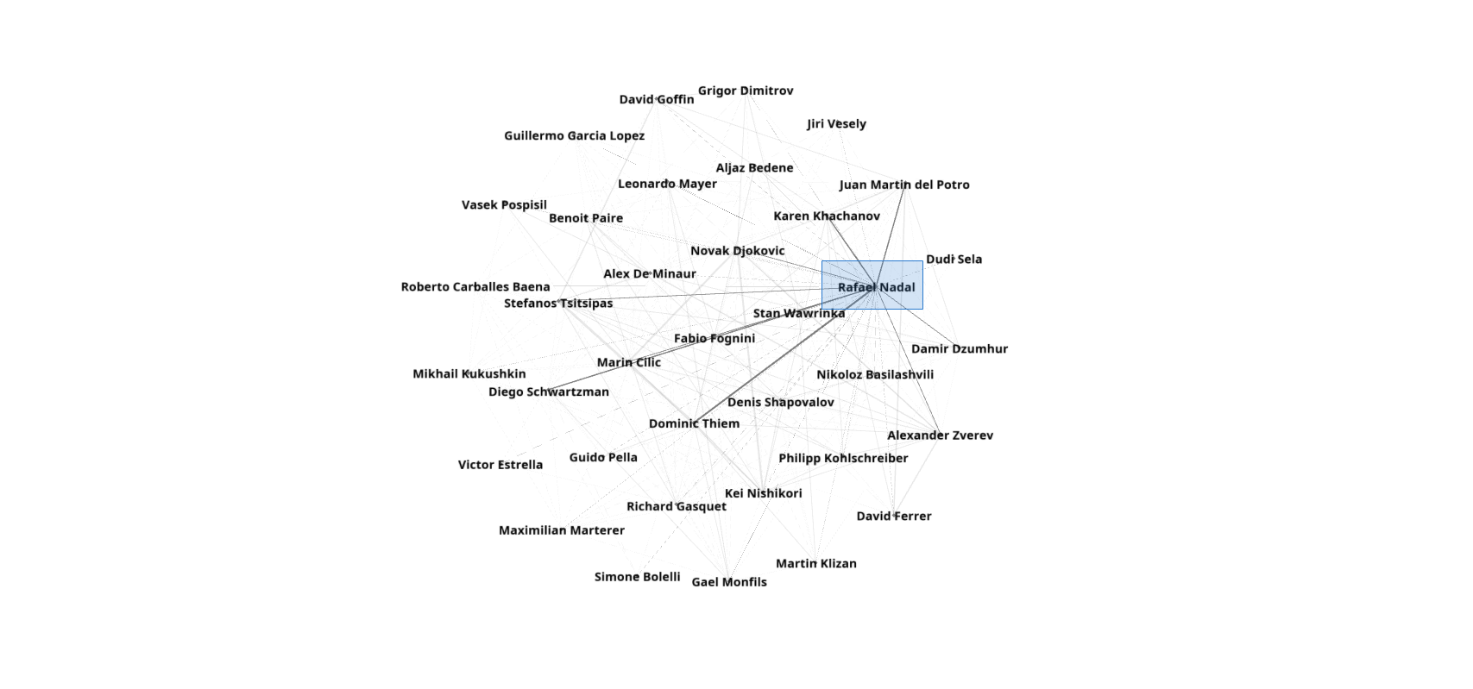 Grigor Dimitrov
David Goffin
Jiri Vesely
Guillermo Garcia Lopez
Aljaz Bedene
Leonardo Mayer
Juan Martin del Potro
Vasek Pospisil
Karen Khachanov
Benoit Paire
Novak Djokovic
Dudi Sela
Alex De Minaur
Roberto Carballes Baena
Rafael Nadal
Stefanos Tsitsipas
Stan Wawrinka
Fabio Fognini
Damir Dzumhur
Marin Cilic
Mikhail Kukushkin
Nikoloz Basilashvili
Diego Schwartzman
Denis Shapovalov
Dominic Thiem
Alexander Zverev
Guido Pella
Philipp Kohlschreiber
Victor Estrella
Kei Nishikori
Richard Gasquet
David Ferrer
Maximilian Marterer
Martin Klizan
Simone Bolelli
Gael Monfils